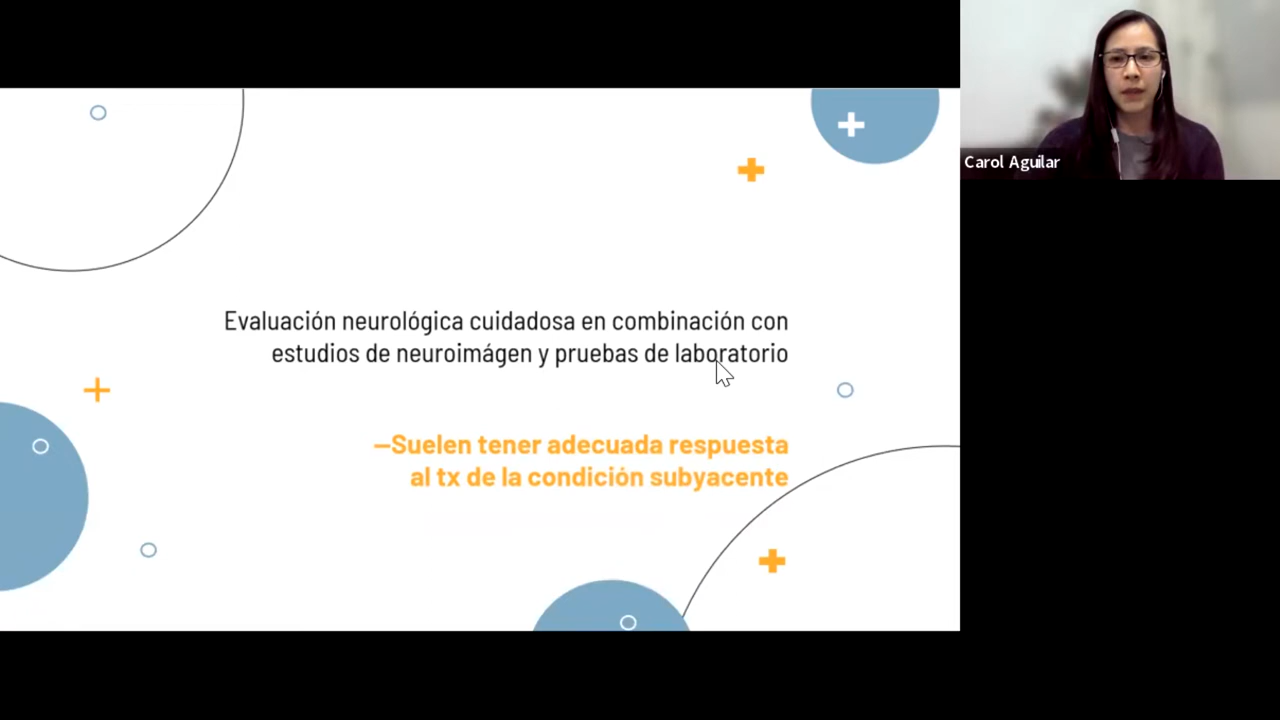 Evaluación neurológica cuidadosa en combinación con
estudios de neuroimágen y pruebas de laboratorio
—Suelen tener adecuada respuesta
al tx de la condición subyacente
Carol Aguilar